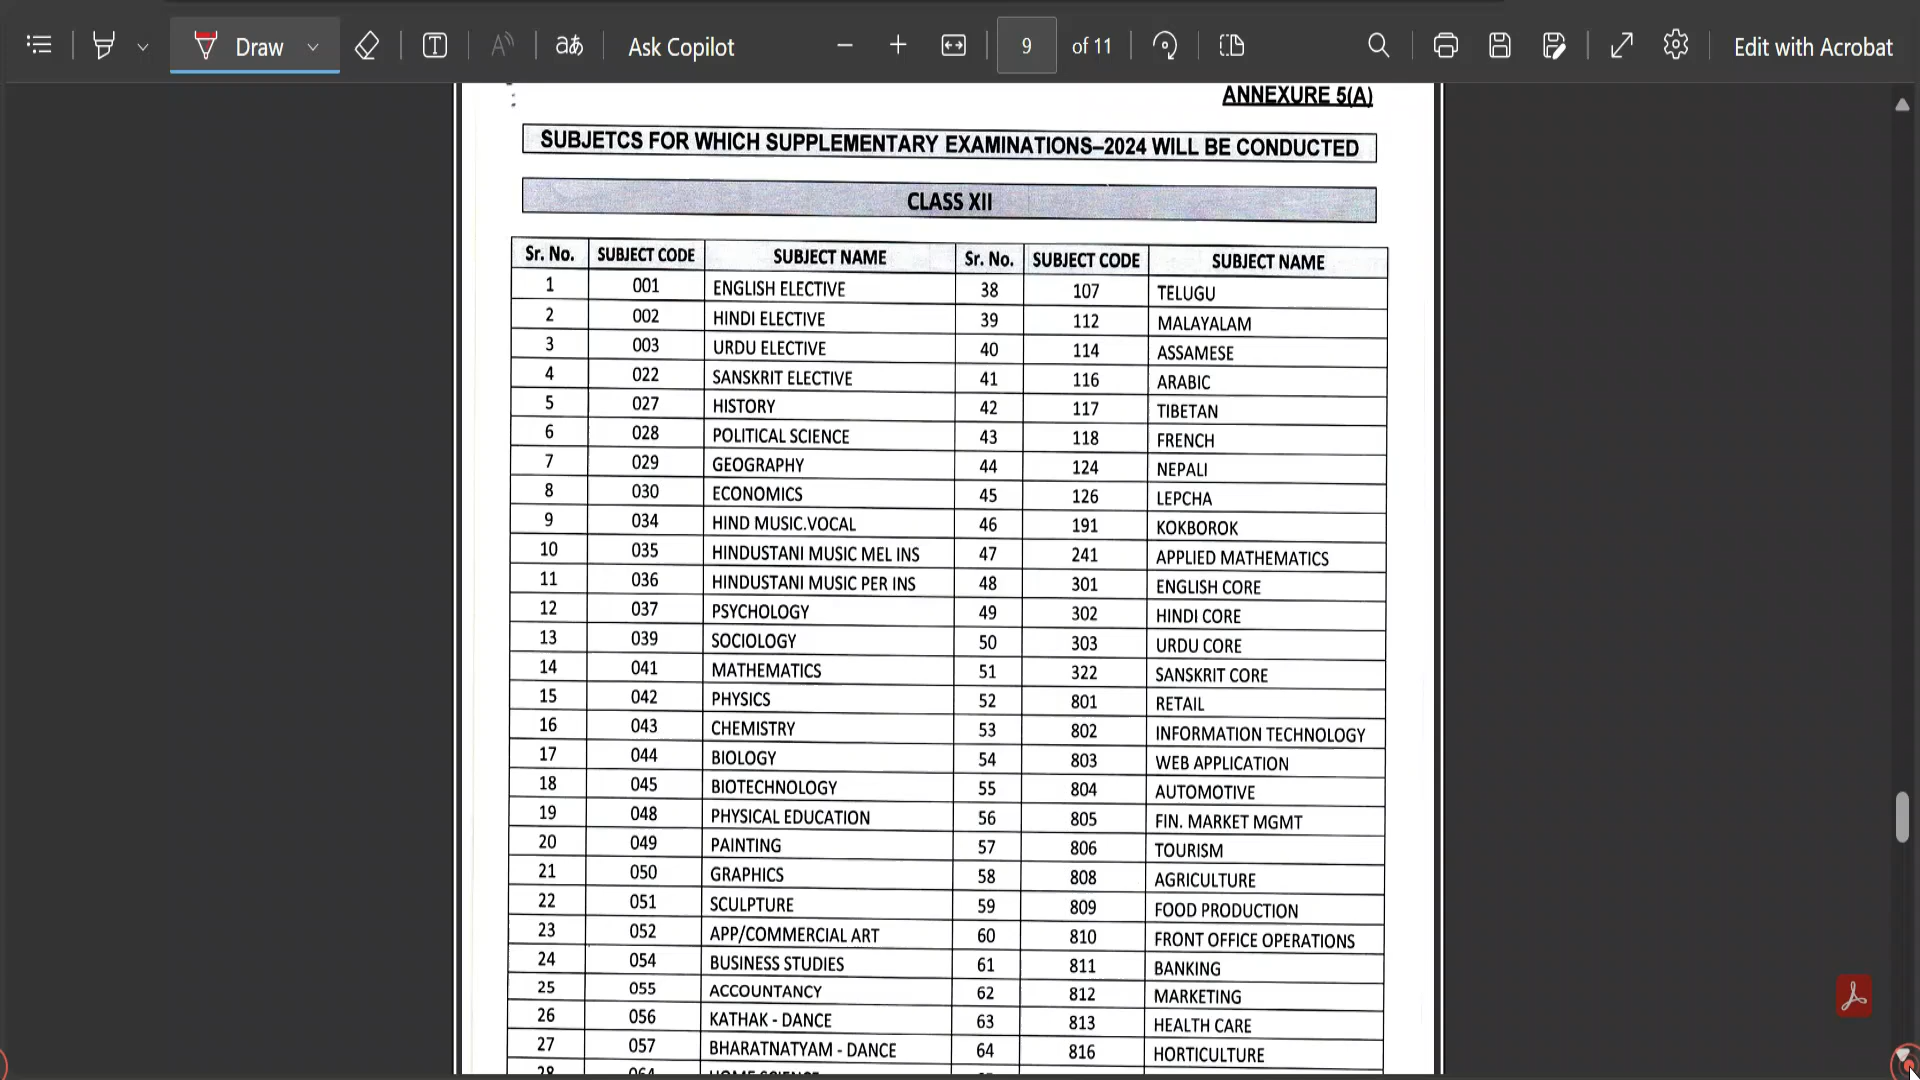 Draw
aあ
Ask Copilot
9 of 11
Edit with Acrobat
ANNEXURE 5(A)
SUBJETCS FOR WHICH SUPPLEMENTARY EXAMINATIONS–2024 WILL BE CONDUCTED
CLASS XII
Sr. No. SUBJECT CODE SUBJECT NAME Sr. No. SUBJECT CODE SUBJECT NAME
1 001 ENGLISH ELECTIVE 38 107 TELUGU
2 002 HINDI ELECTIVE 39 112 MALAYALAM
3 003 URDU ELECTIVE 40 114 ASSAMESE
4 022 SANSKRIT ELECTIVE 41 116 ARABIC
5 027 HISTORY 42 117 TIBETAN
6 028 POLITICAL SCIENCE 43 118 FRENCH
7 029 GEOGRAPHY 44 124 NEPALI
8 030 ECONOMICS 45 126 LEPCHA
9 034 HIND MUSIC.VOCAL 46 191 KOKBOROK
10 035 HINDUSTANI MUSIC MEL INS 47 241 APPLIED MATHEMATICS
11 036 HINDUSTANI MUSIC PER INS 48 301 ENGLISH CORE
12 037 PSYCHOLOGY 49 302 HINDI CORE
13 039 SOCIOLOGY 50 303 URDU CORE
14 041 MATHEMATICS 51 322 SANSKRIT CORE
15 042 PHYSICS 52 801 RETAIL
16 043 CHEMISTRY 53 802 INFORMATION TECHNOLOGY
17 044 BIOLOGY 54 803 WEB APPLICATION
18 045 BIOTECHNOLOGY 55 804 AUTOMOTIVE
19 048 PHYSICAL EDUCATION 56 805 FIN. MARKET MGMT
20 049 PAINTING 57 806 TOURISM
21 050 GRAPHICS 58 808 AGRICULTURE
22 051 SCULPTURE 59 809 FOOD PRODUCTION
23 052 APP/COMMERCIAL ART 60 810 FRONT OFFICE OPERATIONS
24 054 BUSINESS STUDIES 61 811 BANKING
25 055 ACCOUNTANCY 62 812 MARKETING
26 056 KATHAK - DANCE 63 813 HEALTH CARE
27 057 BHARATNATYAM - DANCE 64 816 HORTICULTURE
28 064 HOME SCIENCE